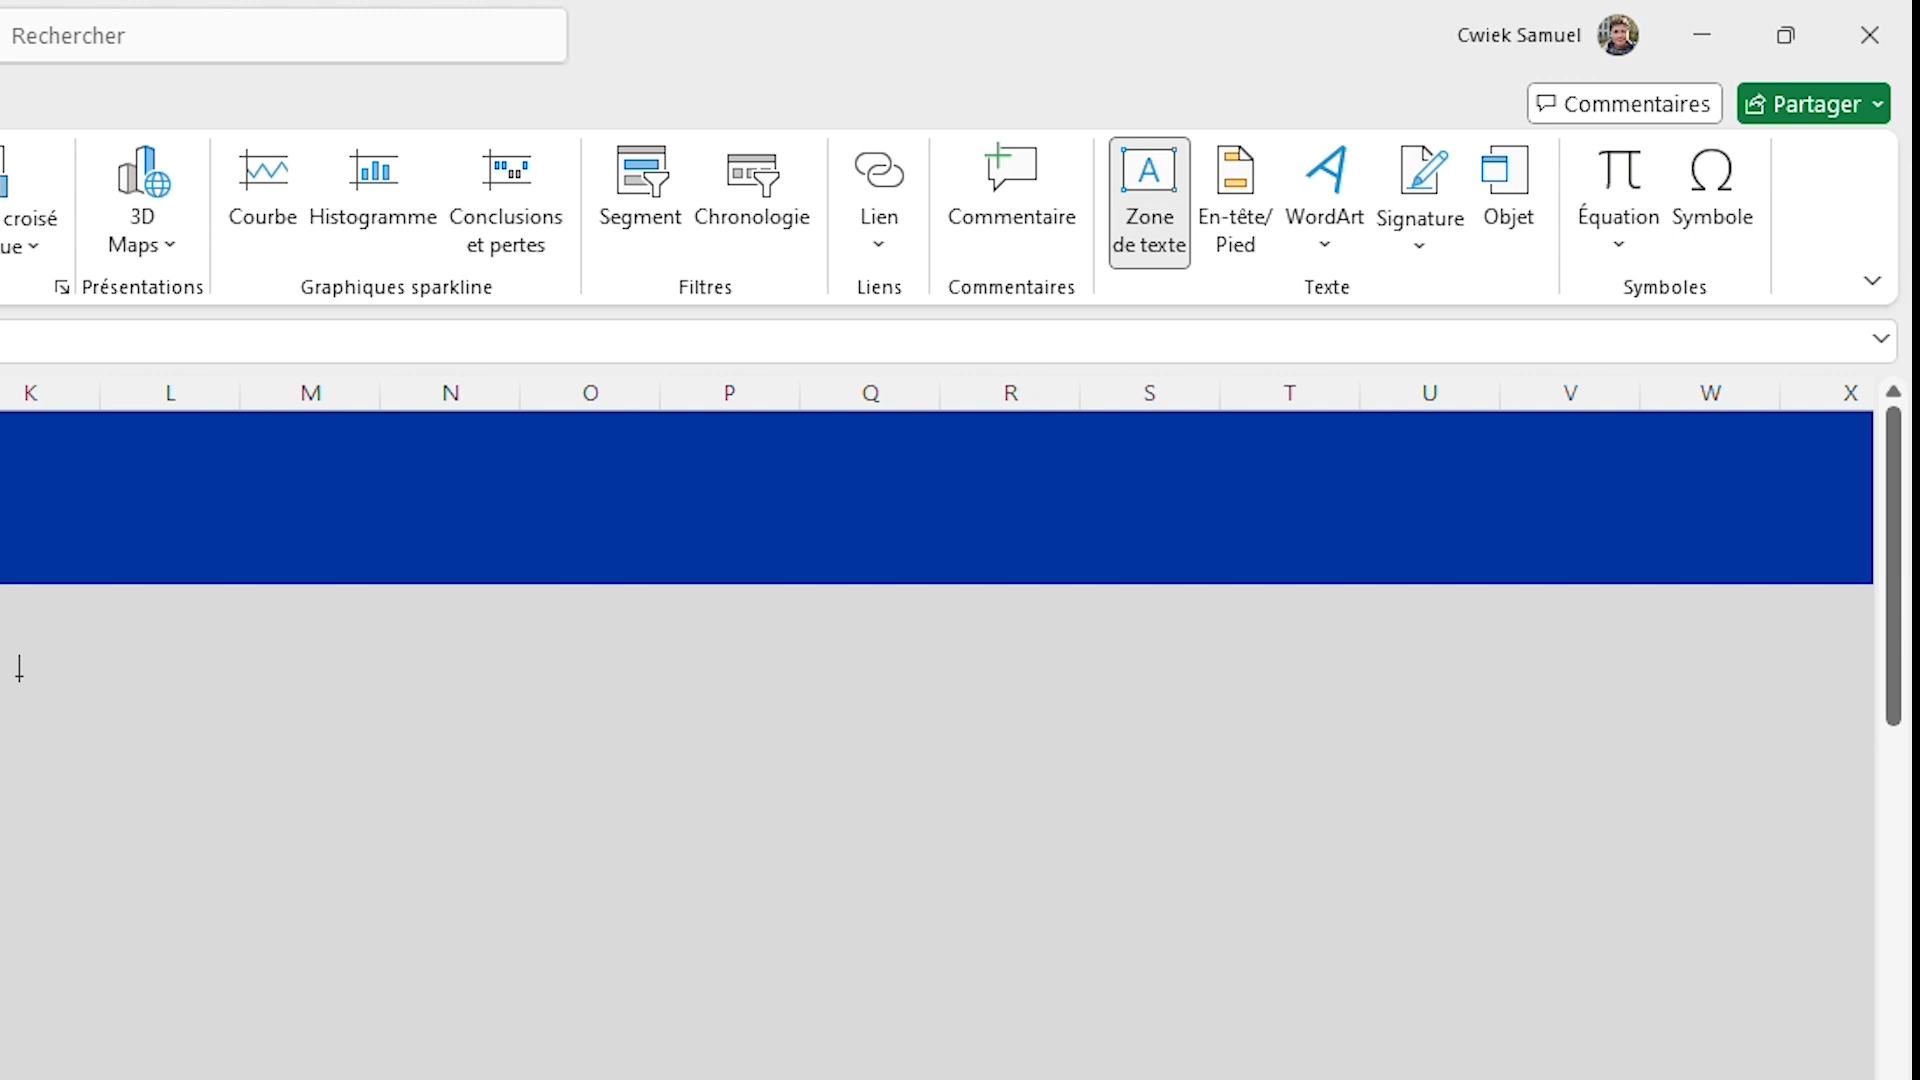 Rechercher
Cwiek Samuel
Commentaires
Partager
croisé
ue
3D
Maps
Présentations
Courbe
Histogramme
Conclusions
et pertes
Graphiques sparkline
Segment
Chronologie
Filtres
Lien
Liens
Commentaire
Commentaires
A
Zone
de texte
En-tête/
Pied
WordArt
Signature
Objet
Texte
π
Équation
Ω
Symbole
Symboles
K L M N O P Q R S T U V W X